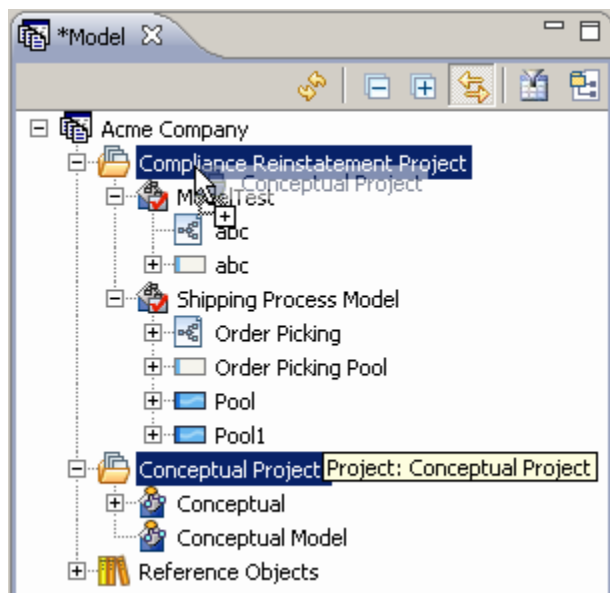 *Model
Acme Company
Compliance Reinstatement Project
Conceptual Project
ModelTest
abc
abc
Shipping Process Model
Order Picking
Order Picking Pool
Pool
Pool1
Conceptual Project Project: Conceptual Project
Conceptual
Conceptual Model
Reference Objects